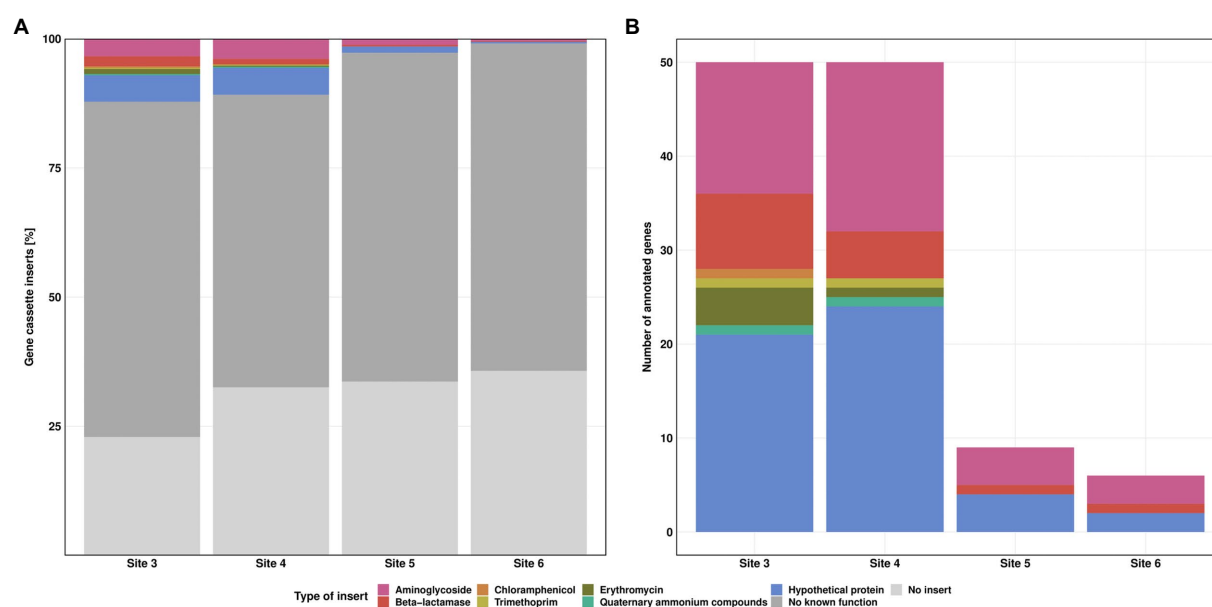 A
B
Gene cassette inserts [%]
100
75
50
25
Site 3 Site 4 Site 5 Site 6
Number of annotated genes
50
40
30
20
10
0
Site 3 Site 4 Site 5 Site 6
Type of insert
Aminoglycoside Chloramphenicol Erythromycin Hypothetical protein No insert
Beta−lactamase Trimethoprim Quaternary ammonium compounds No known function